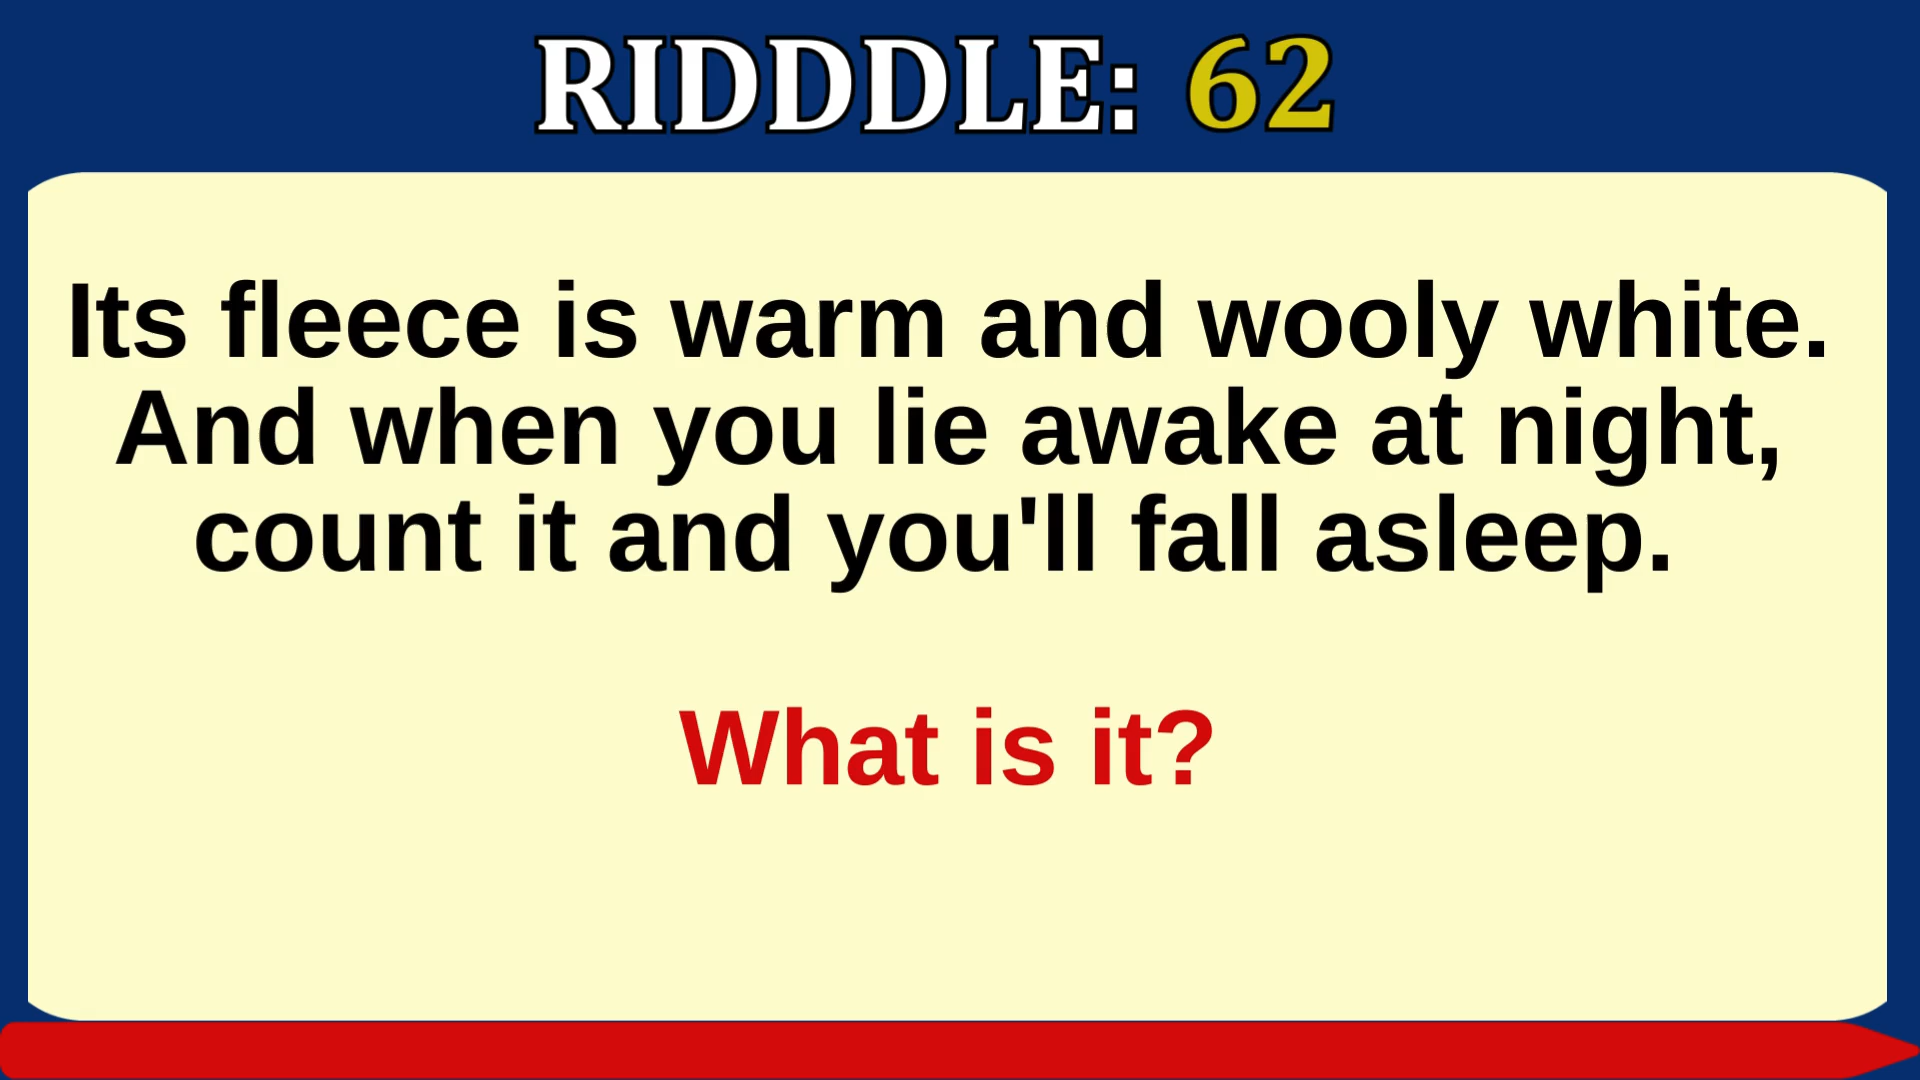 RIDDDLE: 62
Its fleece is warm and wooly white.
And when you lie awake at night,
count it and you'll fall asleep.
What is it?